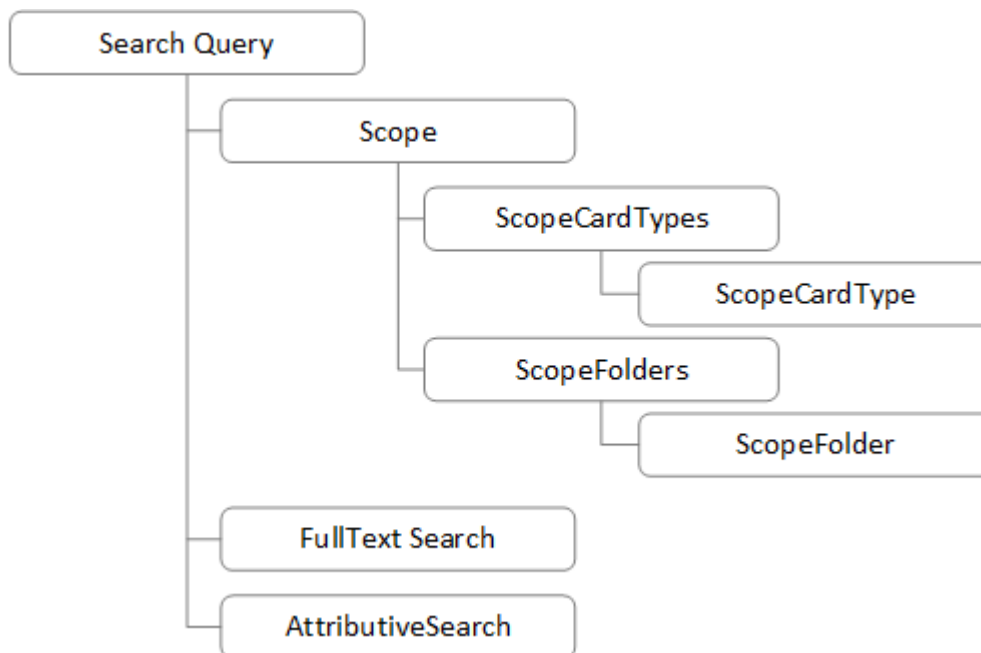 Search Query
Scope
ScopeCardTypes
ScopeCardType
ScopeFolders
ScopeFolder
FullText Search
AttributiveSearch